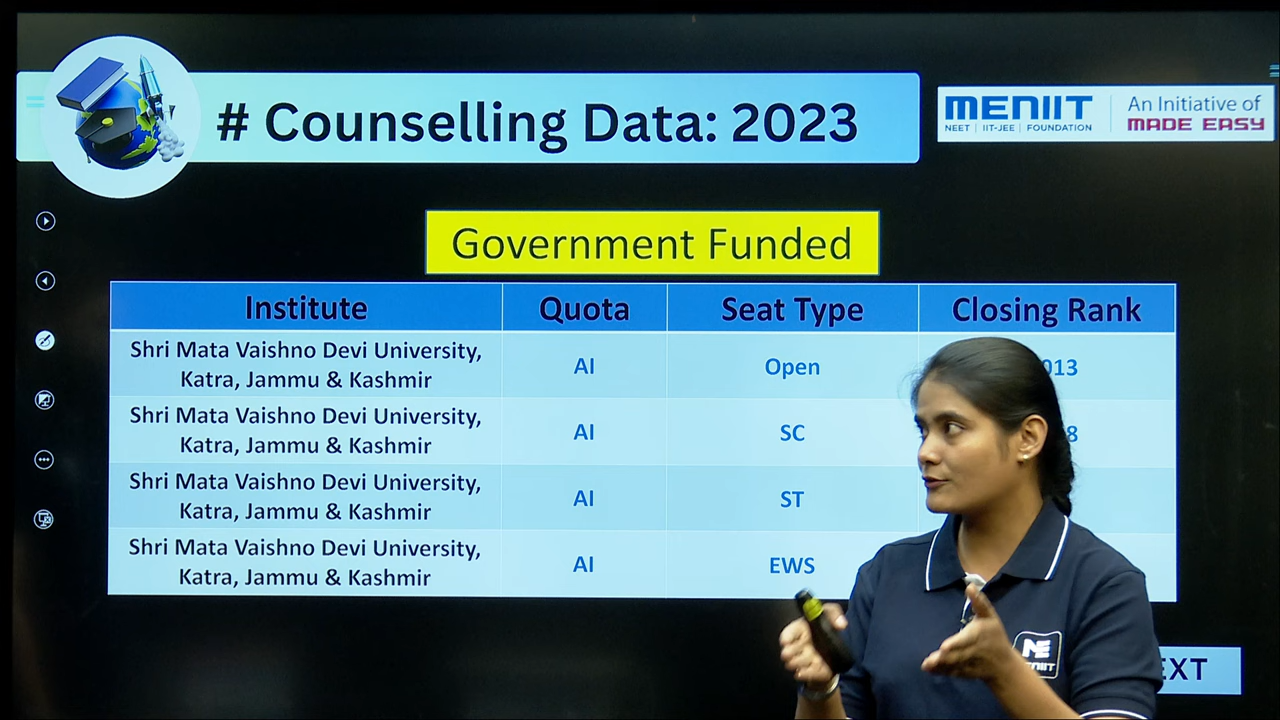 # Counselling Data: 2023
MENIIT
NEET | IIT-JEE | FOUNDATION
An Initiative of
MADE EASY
Government Funded
Institute Quota Seat Type Closing Rank
Shri Mata Vaishno Devi University,
Katra, Jammu & Kashmir
AI Open
Shri Mata Vaishno Devi University,
Katra, Jammu & Kashmir
AI SC
Shri Mata Vaishno Devi University,
Katra, Jammu & Kashmir
AI ST
Shri Mata Vaishno Devi University,
Katra, Jammu & Kashmir
AI EWS